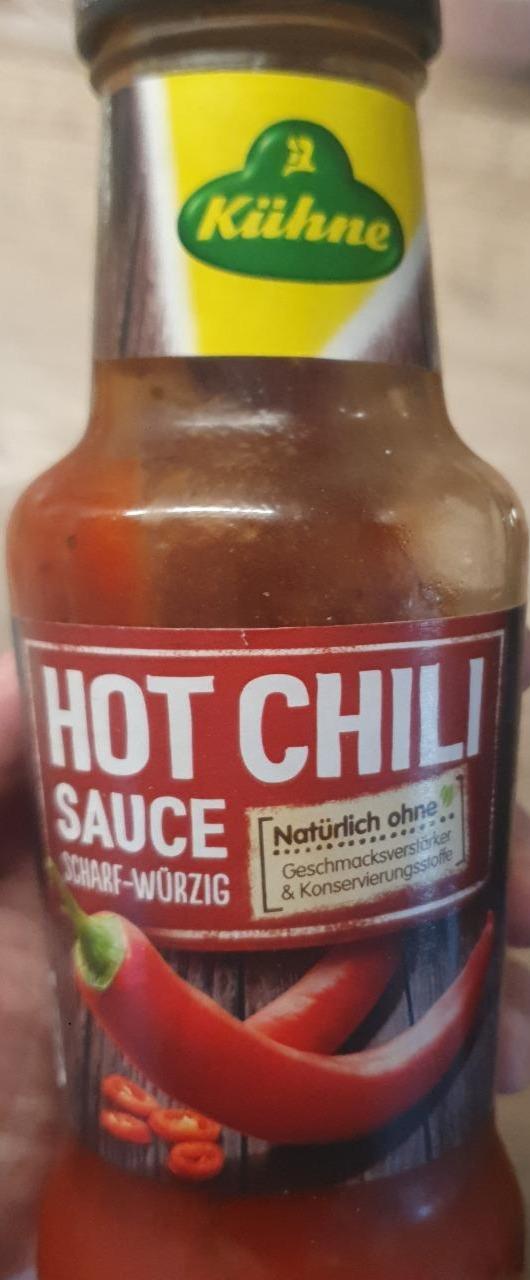 Kühne
HOT CHILI
SAUCE
SCHARF-WÜRZIG
Natürlich ohne
Geschmacksverstärker
& Konservierungsstoffe